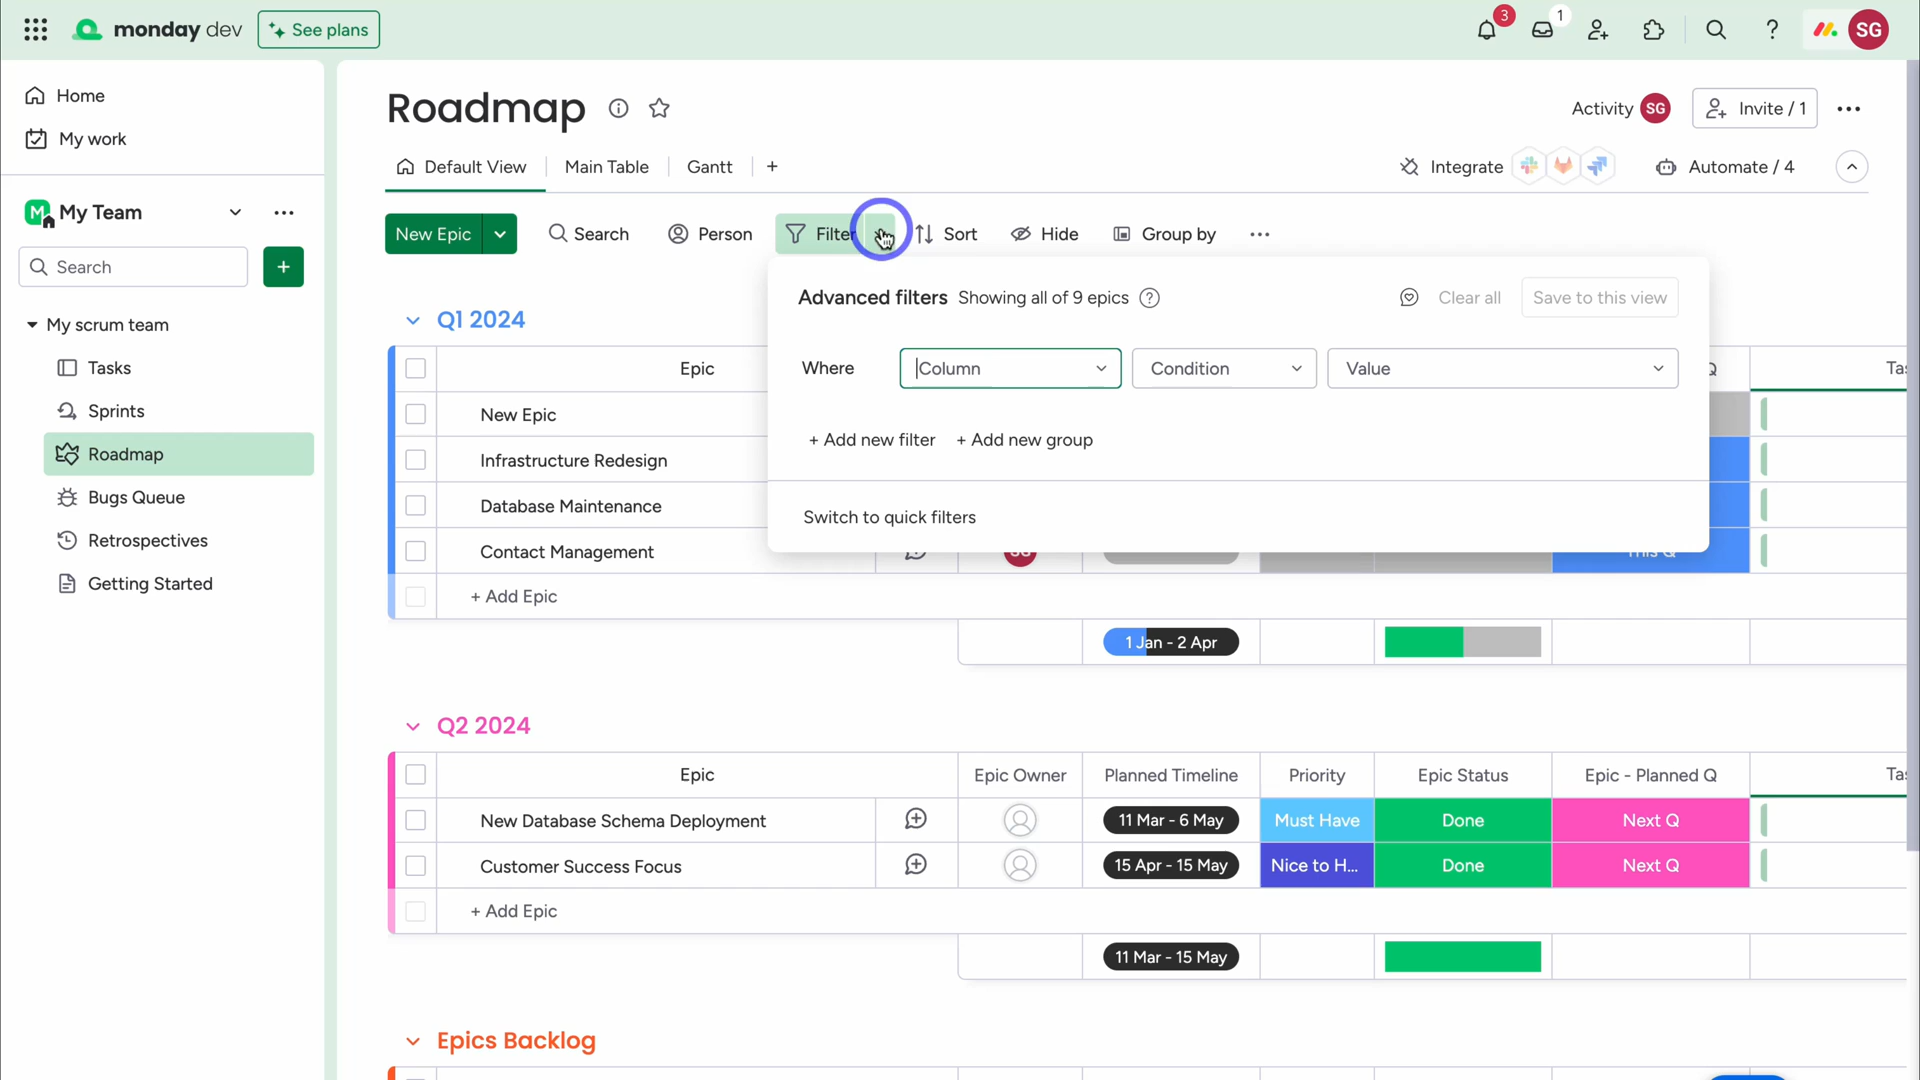 monday dev
See plans
3
1
SG
Home
My work
M My Team
Search
+
My scrum team
Tasks
Sprints
Roadmap
Bugs Queue
Retrospectives
Getting Started
Roadmap
Activity SG
Invite / 1
Default View
Main Table
Gantt
+
Integrate
Automate / 4
New Epic
Search
Person
Filter
Sort
Hide
Group by
Advanced filters Showing all of 9 epics
Clear all
Save to this view
Where
Column
Condition
Value
+ Add new filter
+ Add new group
Switch to quick filters
Q1 2024
Epic
New Epic
Infrastructure Redesign
Database Maintenance
Contact Management
+ Add Epic
1 Jan - 2 Apr
Q2 2024
Epic
Epic Owner
Planned Timeline
Priority
Epic Status
Epic - Planned Q
New Database Schema Deployment
11 Mar - 6 May
Must Have
Done
Next Q
Customer Success Focus
15 Apr - 15 May
Nice to H...
Done
Next Q
+ Add Epic
11 Mar - 15 May
Epics Backlog